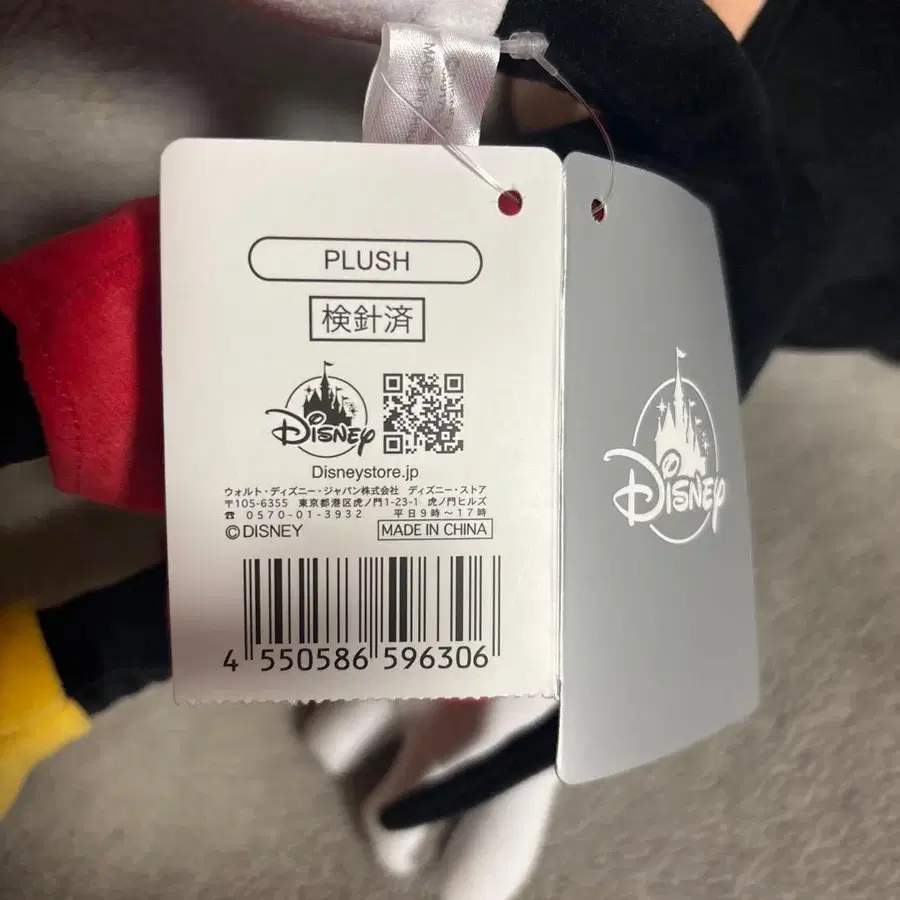 MADE IN
PLUSH
検針済
DISNEY
Disneystore.jp
ウォルト・ディズニー・ジャパン株式会社 ディズニー・ストア
〒105-6355 東京都港区虎ノ門1-23-1 虎ノ門ヒルズ
☎ 0570-01-3932 平日9時~17時
©DISNEY
MADE IN CHINA
4 550586 596306
DISNEY